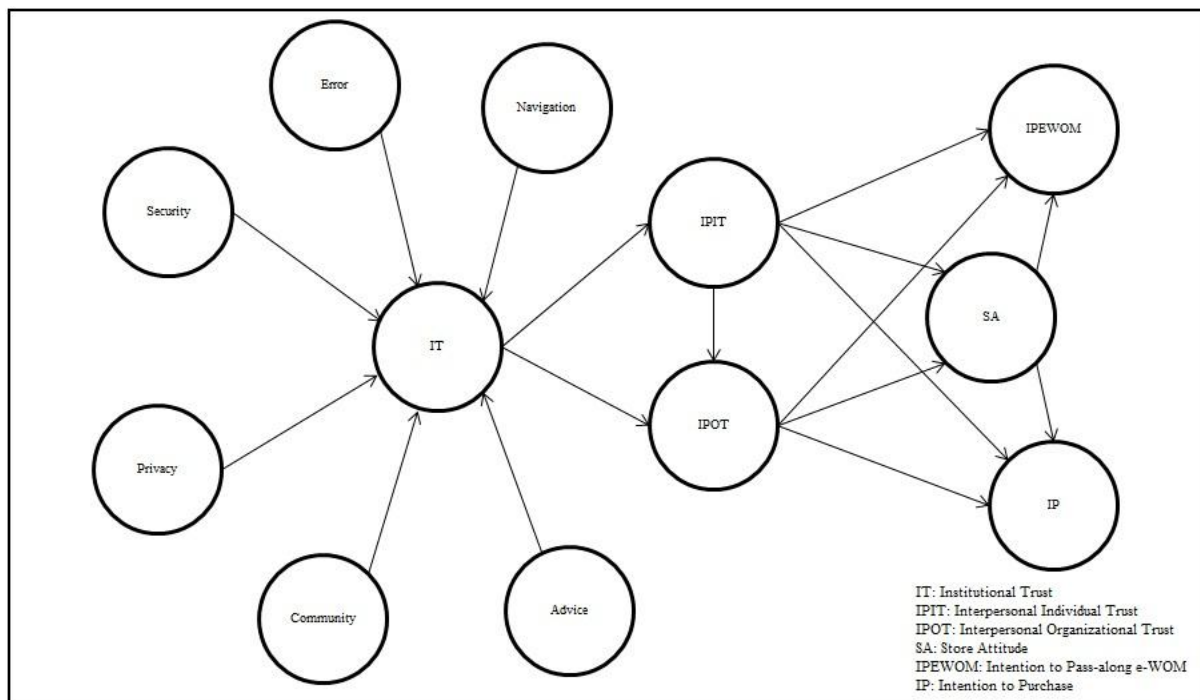 Error
Navigation
IPEWOM
Security
IPIT
SA
IT
IPOT
Privacy
IP
Community
Advice
IT: Institutional Trust
IPIT: Interpersonal Individual Trust
IPOT: Interpersonal Organizational Trust
SA: Store Attitude
IPEWOM: Intention to Pass-along e-WOM
IP: Intention to Purchase